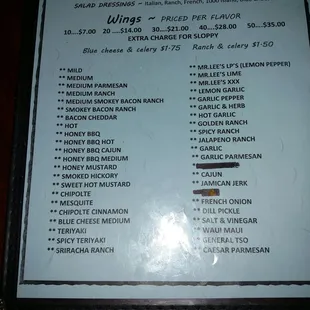 SALAD DRESSINGS ~ Italian, Ranch, French, 1000 Island,
Wings ~ PRICED PER FLAVOR
10....7.00 20 ....$14.00 30....$21.00 40....$28.00 50....$35.00
EXTRA CHARGE FOR SLOPPY
Blue cheese & celery $1.75 Ranch & celery $1.50
** MILD
** MEDIUM
** MEDIUM PARMESAN
** MEDIUM RANCH
** MEDIUM SMOKEY BACON RANCH
** SMOKEY BACON RANCH
** BACON CHEDDAR
** HOT
** HONEY BBQ
** HONEY BBQ HOT
** HONEY BBQ CAJUN
** HONEY BBQ MEDIUM
** HONEY MUSTARD
** SMOKED HICKORY
** SWEET HOT MUSTARD
** CHIPOLTE
** MESQUITE
** CHIPOLTE CINNAMON
** BLUE CHEESE MEDIUM
** TERIYAKI
** SPICY TERIYAKI
** SRIRACHA RANCH
** MR.LEE'S LP'S (LEMON PEPPER)
** MR.LEE'S LIME
** MR.LEE'S XXX
** LEMON GARLIC
** GARLIC PEPPER
** GARLIC & HERB
** HOT GARLIC
** GOLDEN RANCH
** SPICY RANCH
** JALAPENO RANCH
** GARLIC
** GARLIC PARMESAN
**
** CAJUN
** JAMICAN JERK
**
** FRENCH ONION
** DILL PICKLE
** SALT & VINEGAR
** WAUI MAUI
** GENERAL TSO
** CAESAR PARMESAN